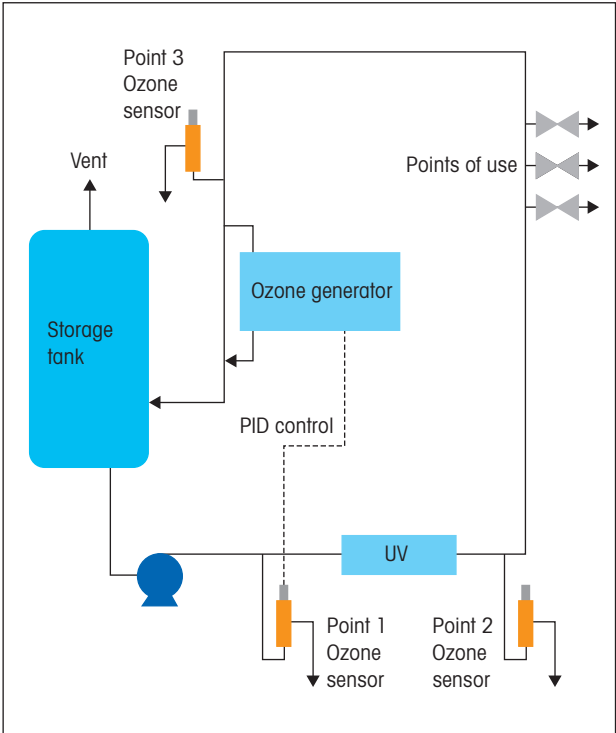 Point 3
Ozone
sensor
Vent
Points of use
Ozone generator
Storage
tank
PID control
UV
Point 1
Ozone
sensor
Point 2
Ozone
sensor